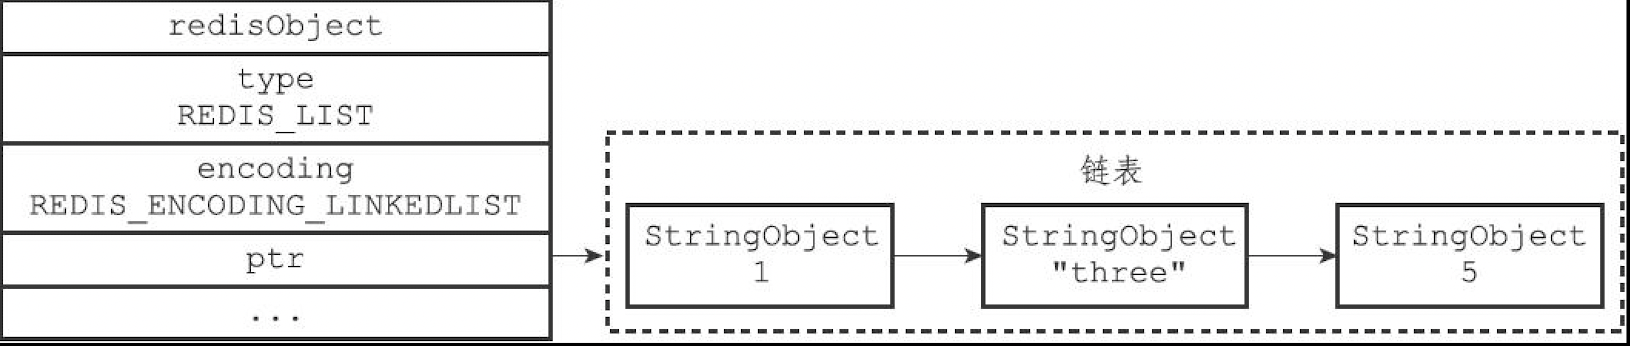 redisObject
type
REDIS_LIST
encoding
REDIS_ENCODING_LINKEDLIST
ptr
...
链表
StringObject
1
StringObject
"three"
StringObject
5